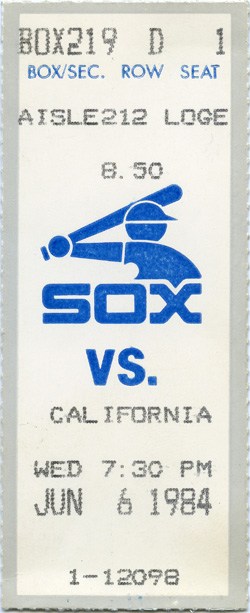 BOX219 D 1
BOX/SEC. ROW SEAT
AISLE212 LOGE
8.50
SOX
VS.
CALIFORNIA
WED 7:30 PM
JUN 6 1984
1-12098